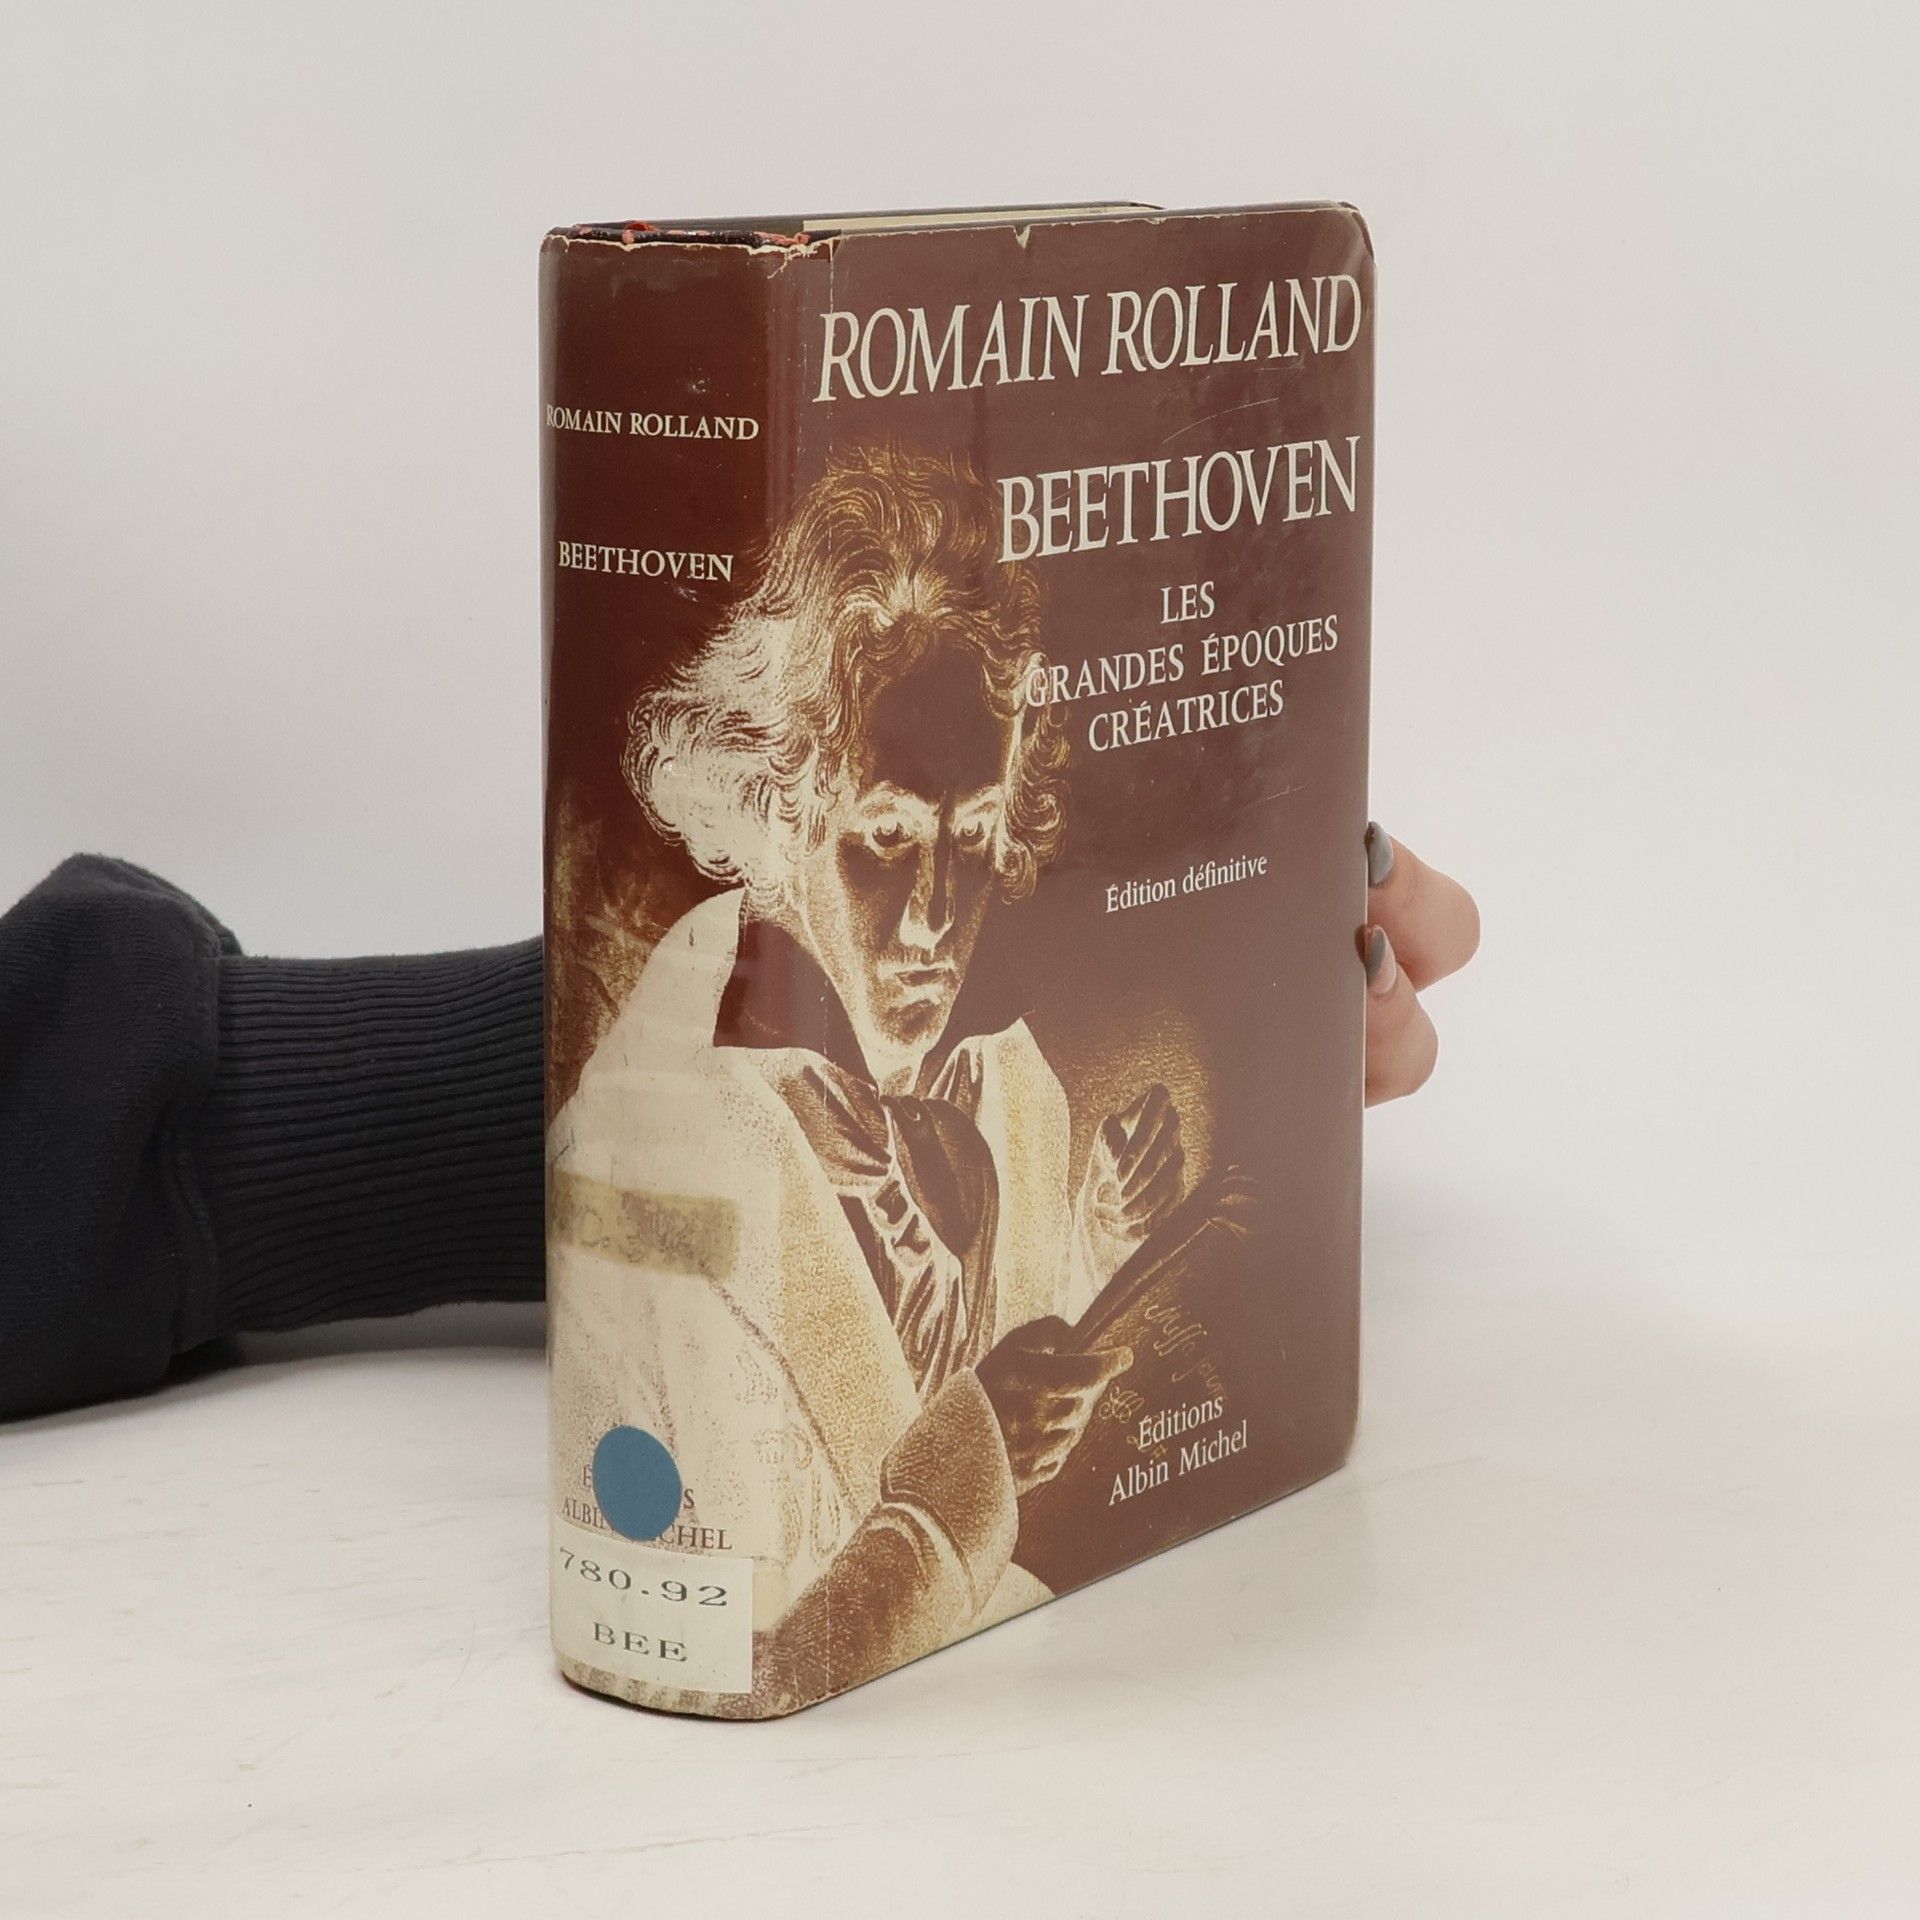 ROMAIN ROLLAND
BEETHOVEN
780.92
BEE
ROMAIN ROLLAND
BEETHOVEN
LES
GRANDES ÉPOQUES
CRÉATRICES
Édition définitive
Éditions
Albin Michel